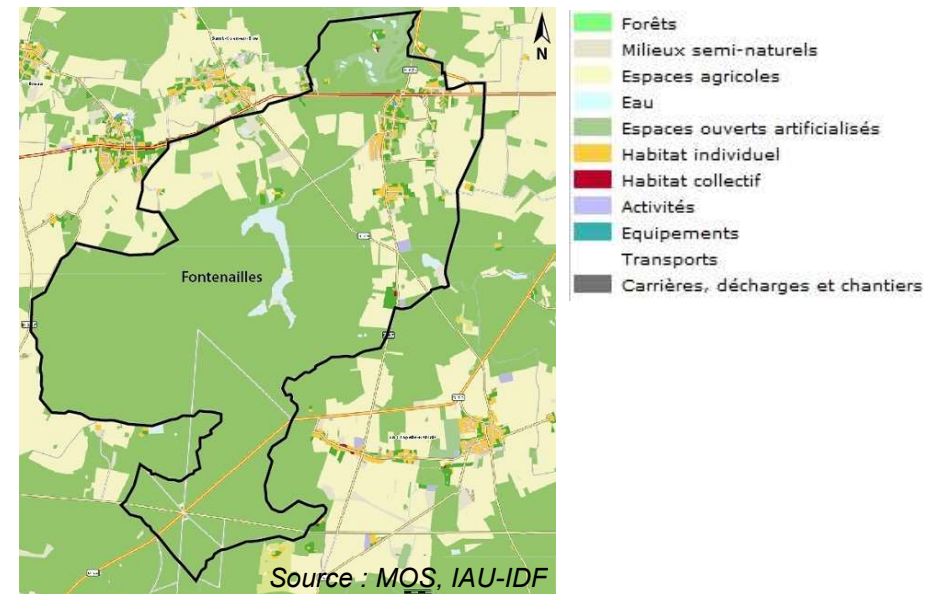 N
Fontenailles
Source : MOS, IAU-IDF
Forêts
Milieux semi-naturels
Espaces agricoles
Eau
Espaces ouverts artificialisés
Habitat individuel
Habitat collectif
Activités
Equipements
Transports
Carrières, décharges et chantiers